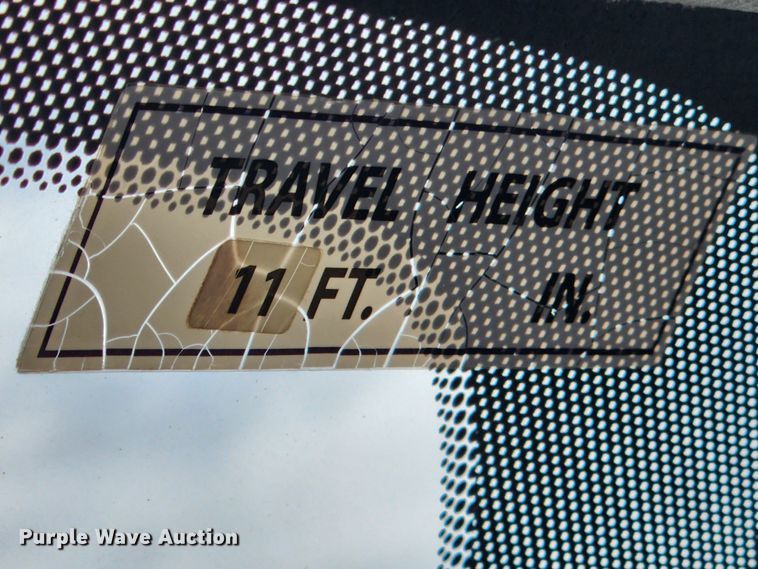 TRAVEL HEIGHT
11 FT. IN.
Purple Wave Auction